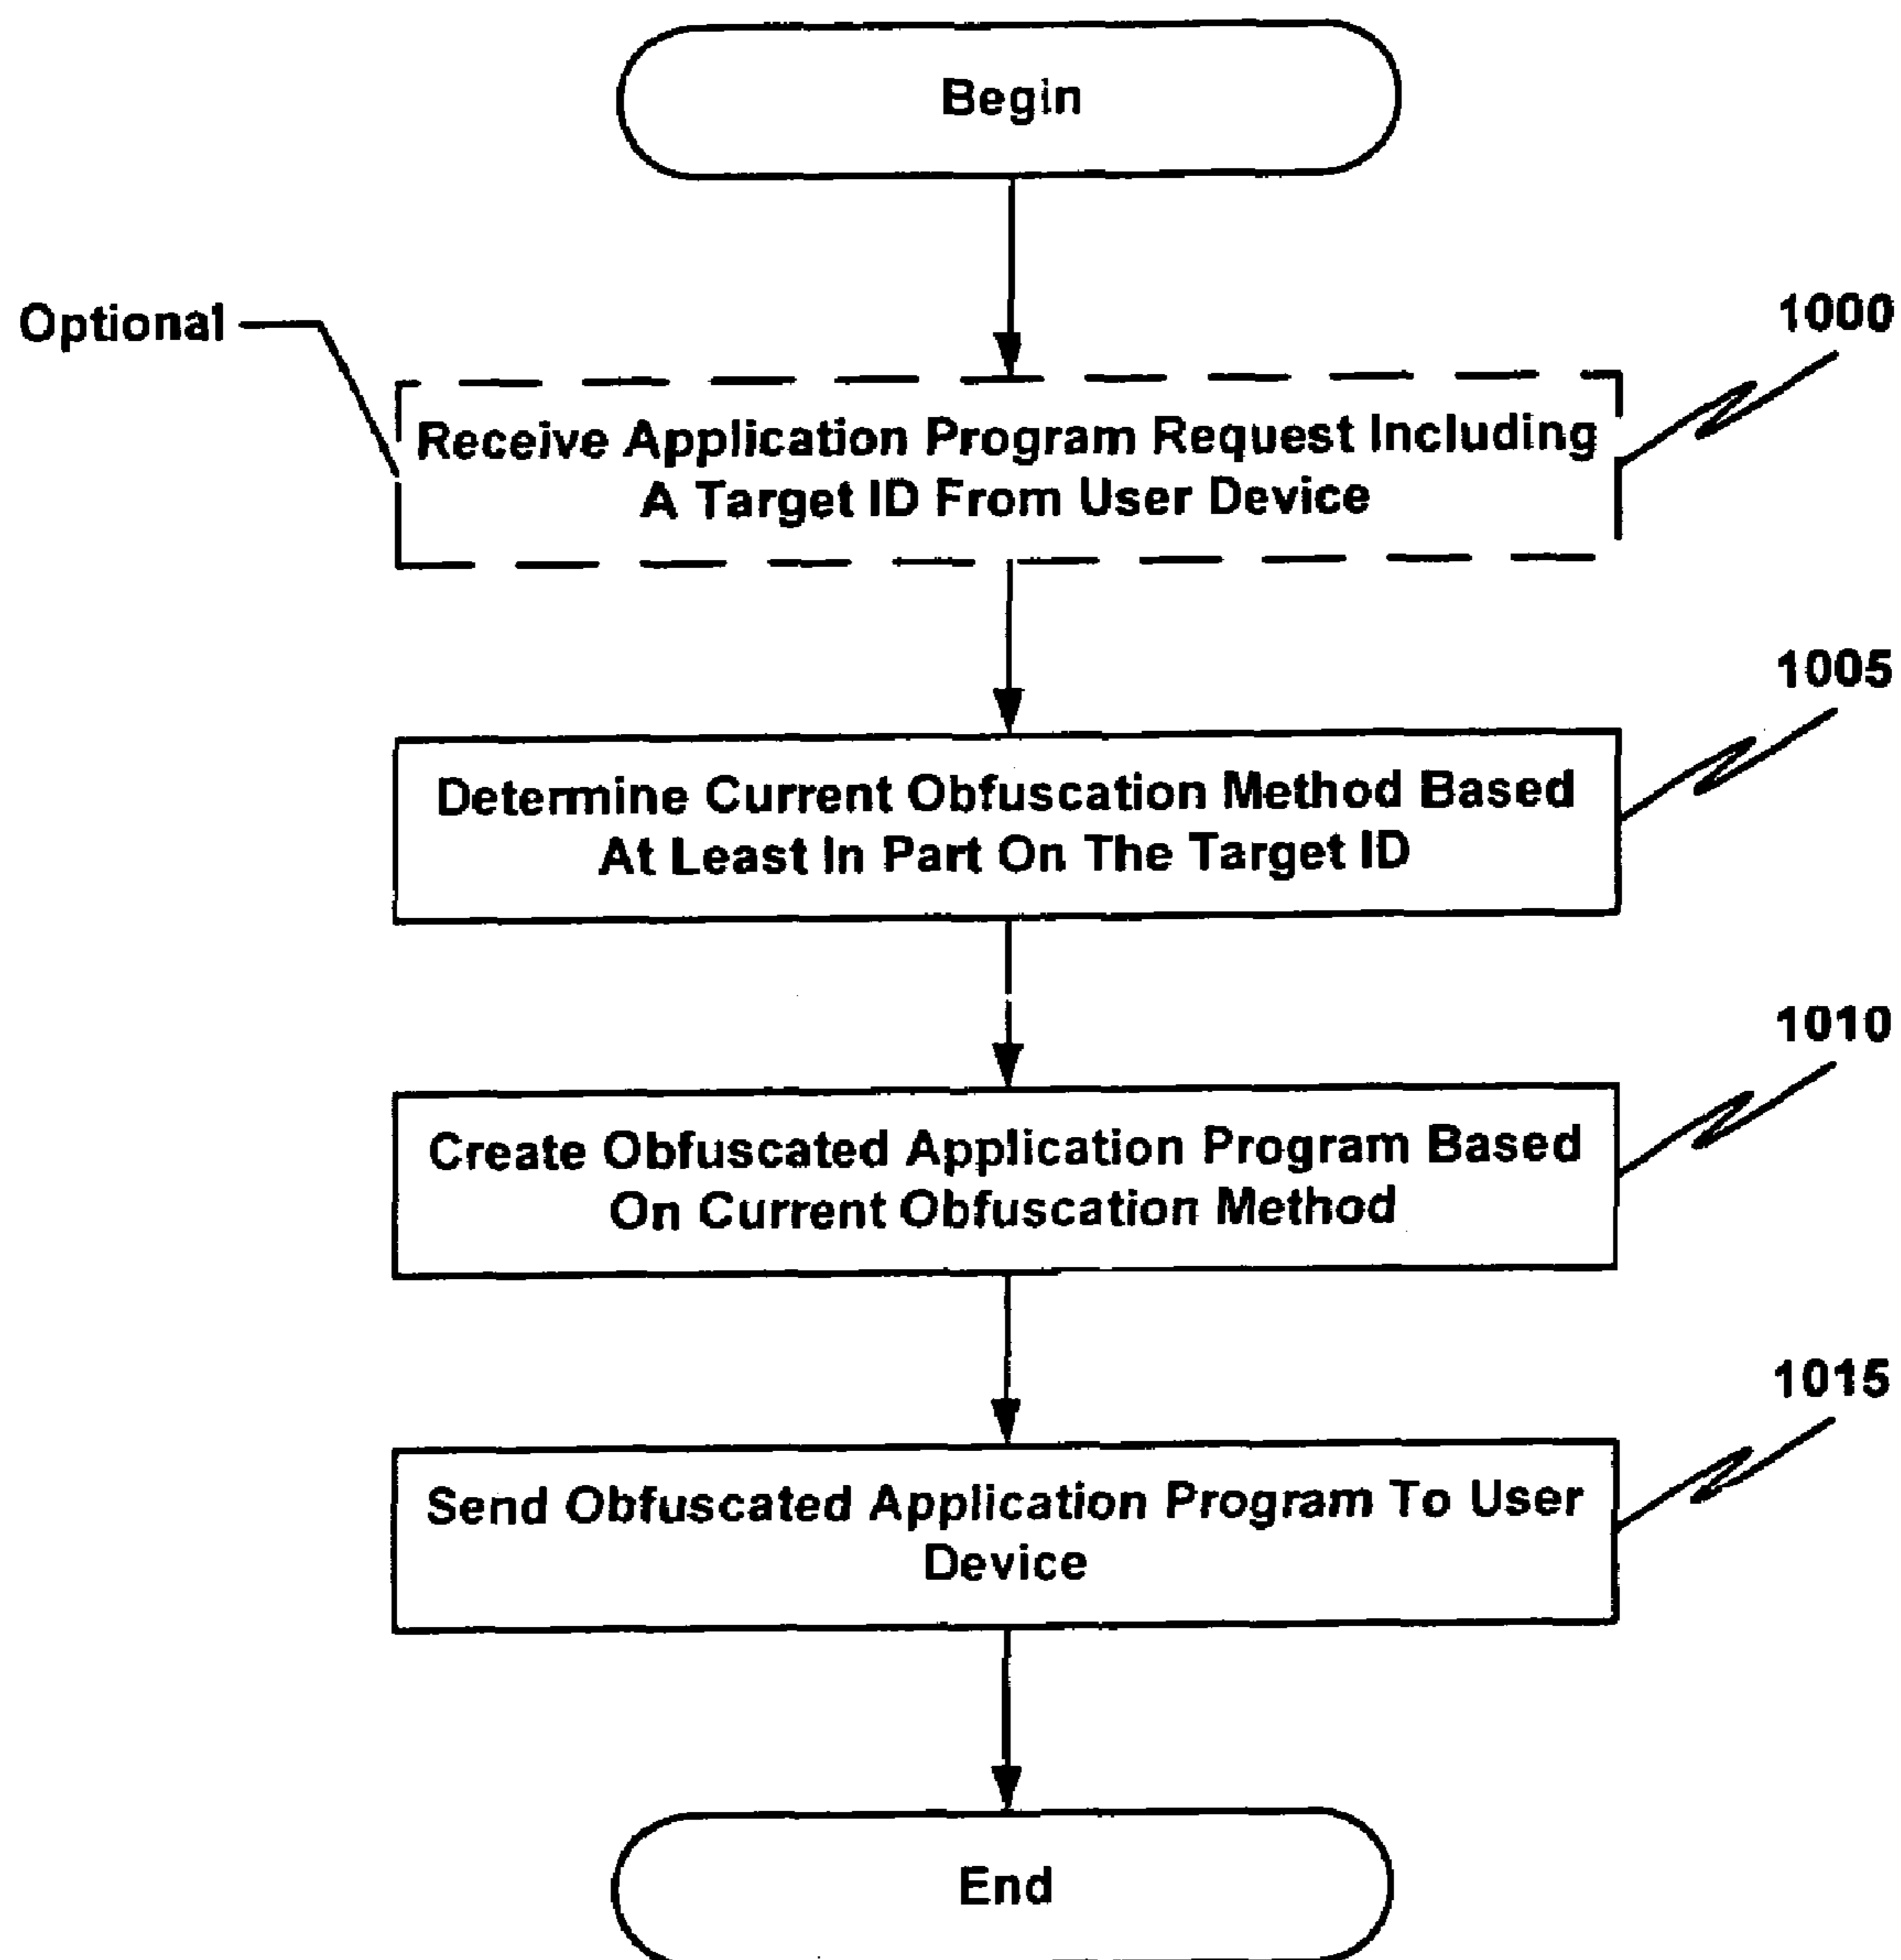 Begin
Optional
1000
Receive Application Program Request Including
A Target ID From User Device
1005
Determine Current Obfuscation Method Based
At Least In Part On The Target ID
1010
Create Obfuscated Application Program Based
On Current Obfuscation Method
1015
Send Obfuscated Application Program To User
Device
End